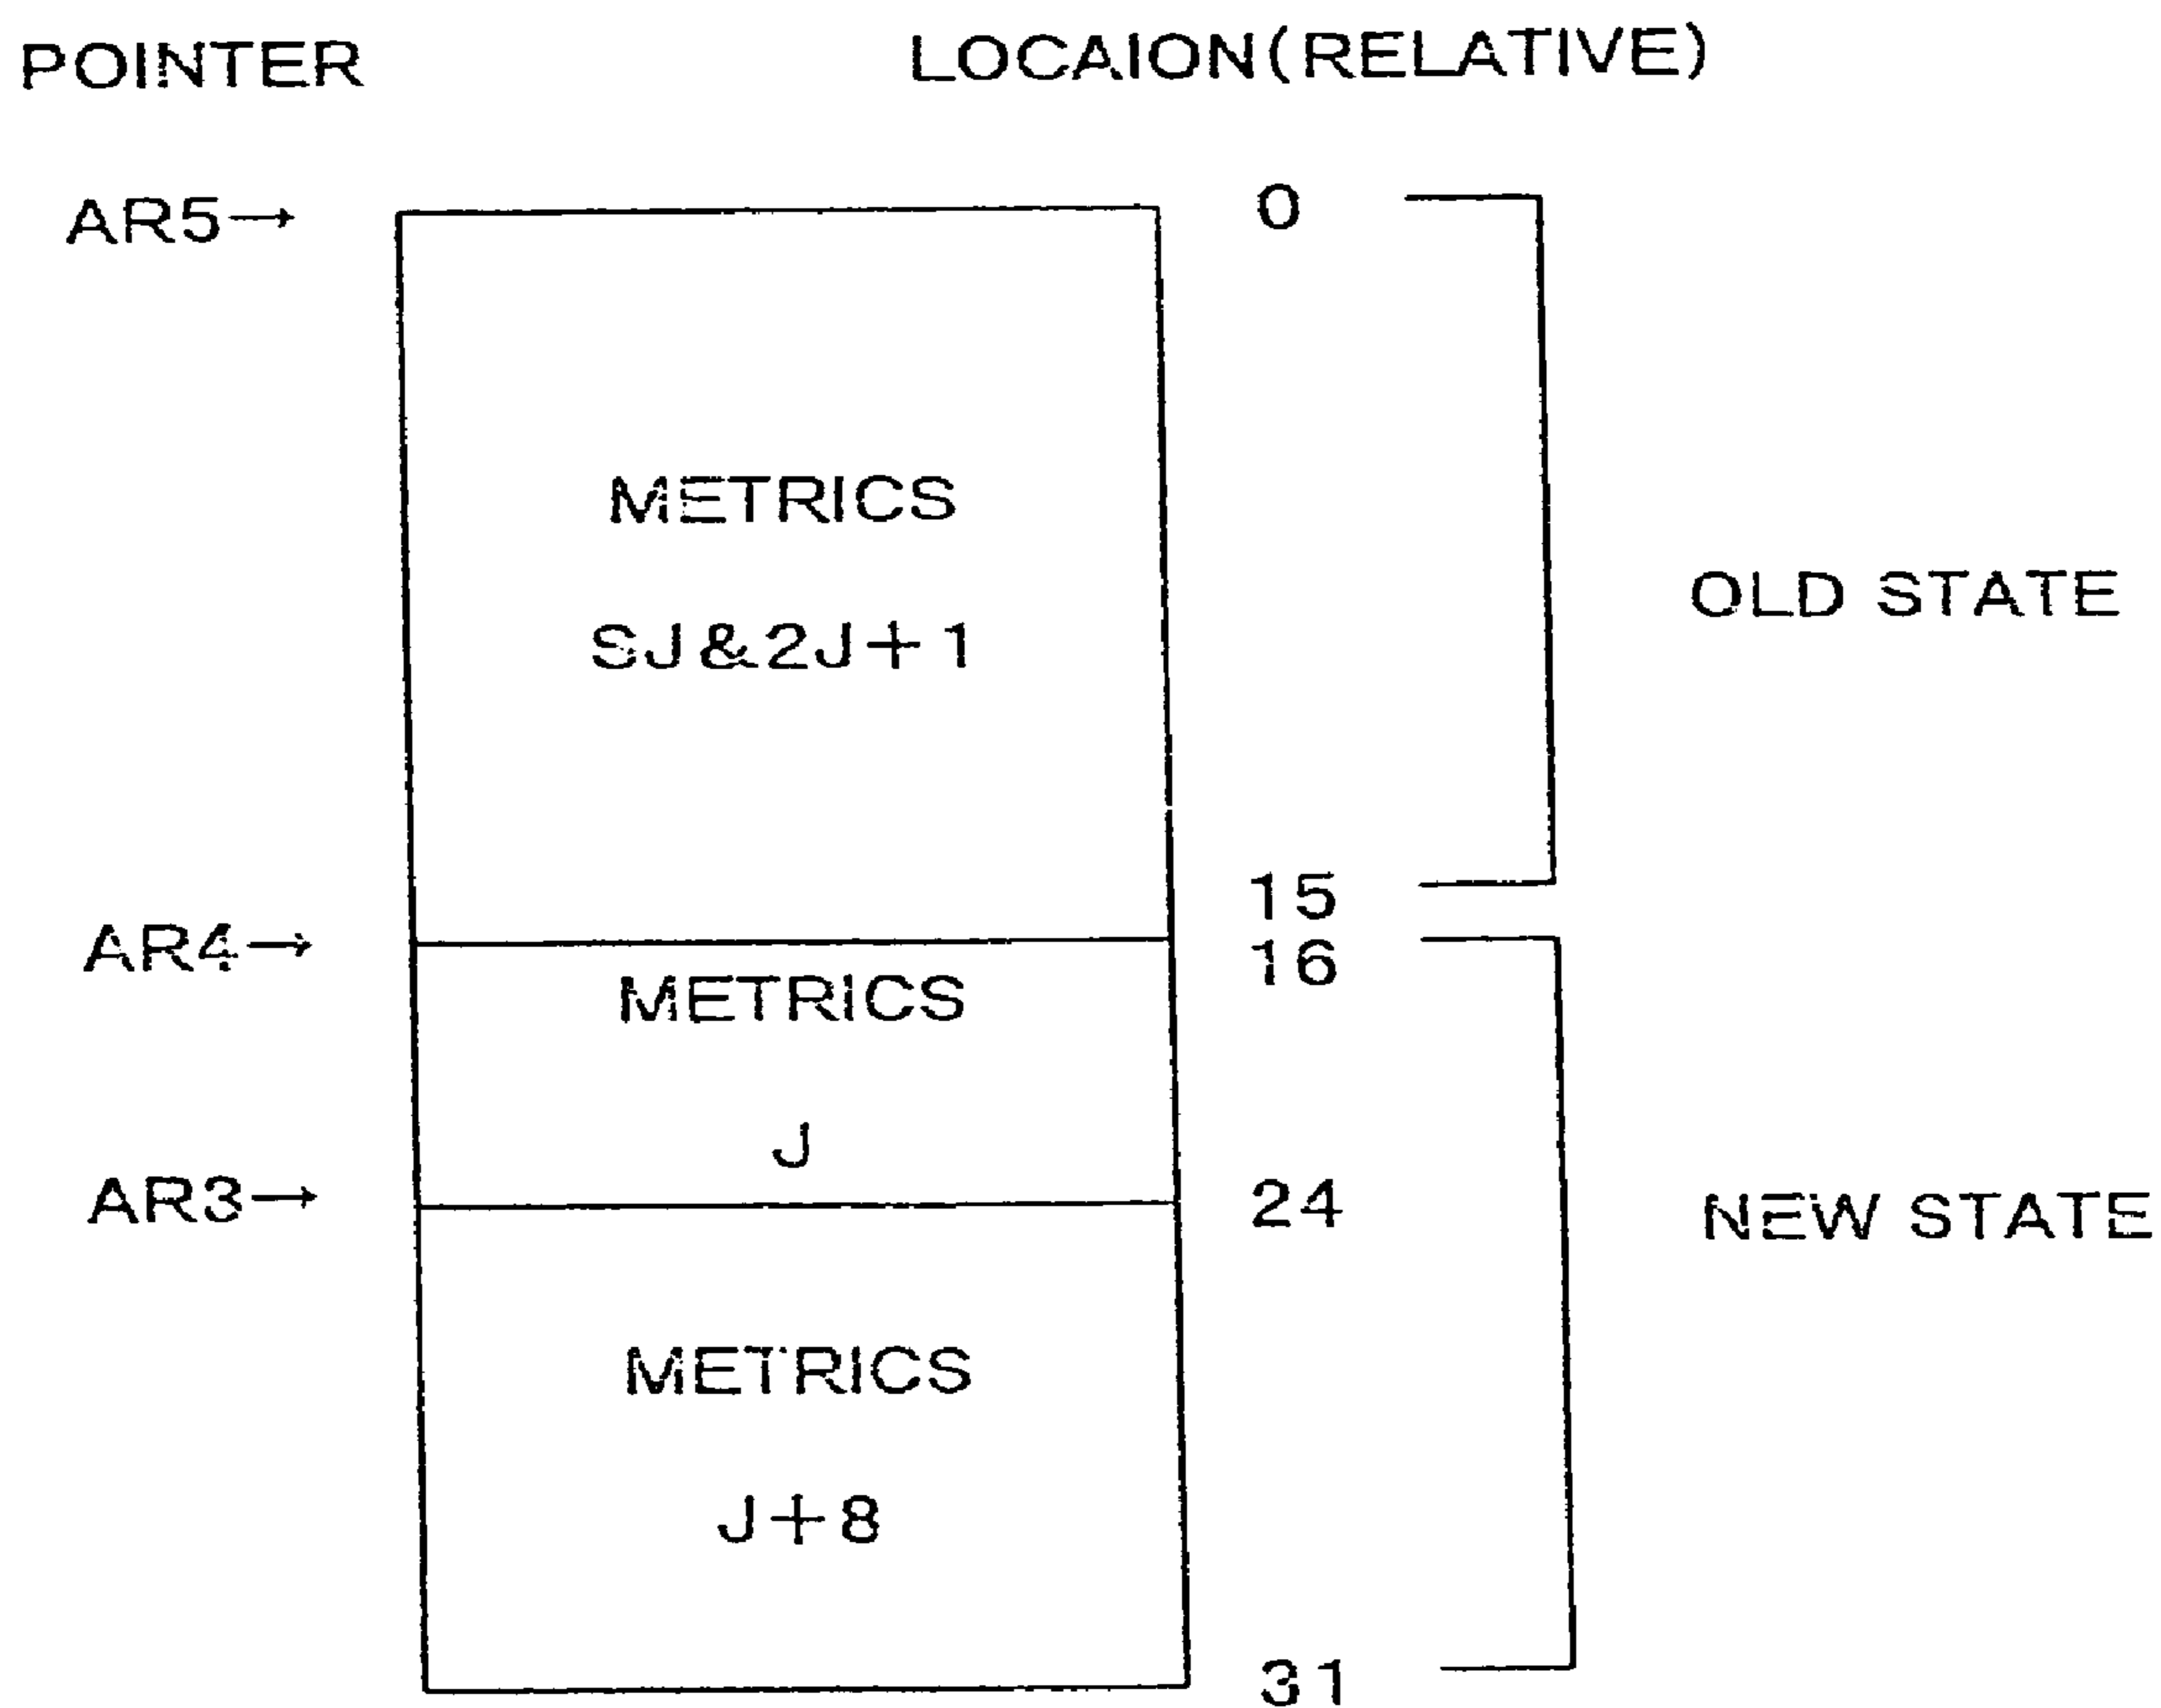 POINTER LOCAION(RELATIVE)
AR5→ 0
METRICS
OLD STATE
SJ&2J+1
15
AR4→ 16
METRICS
J
AR3→ 24
NEW STATE
METRICS
J+8
31